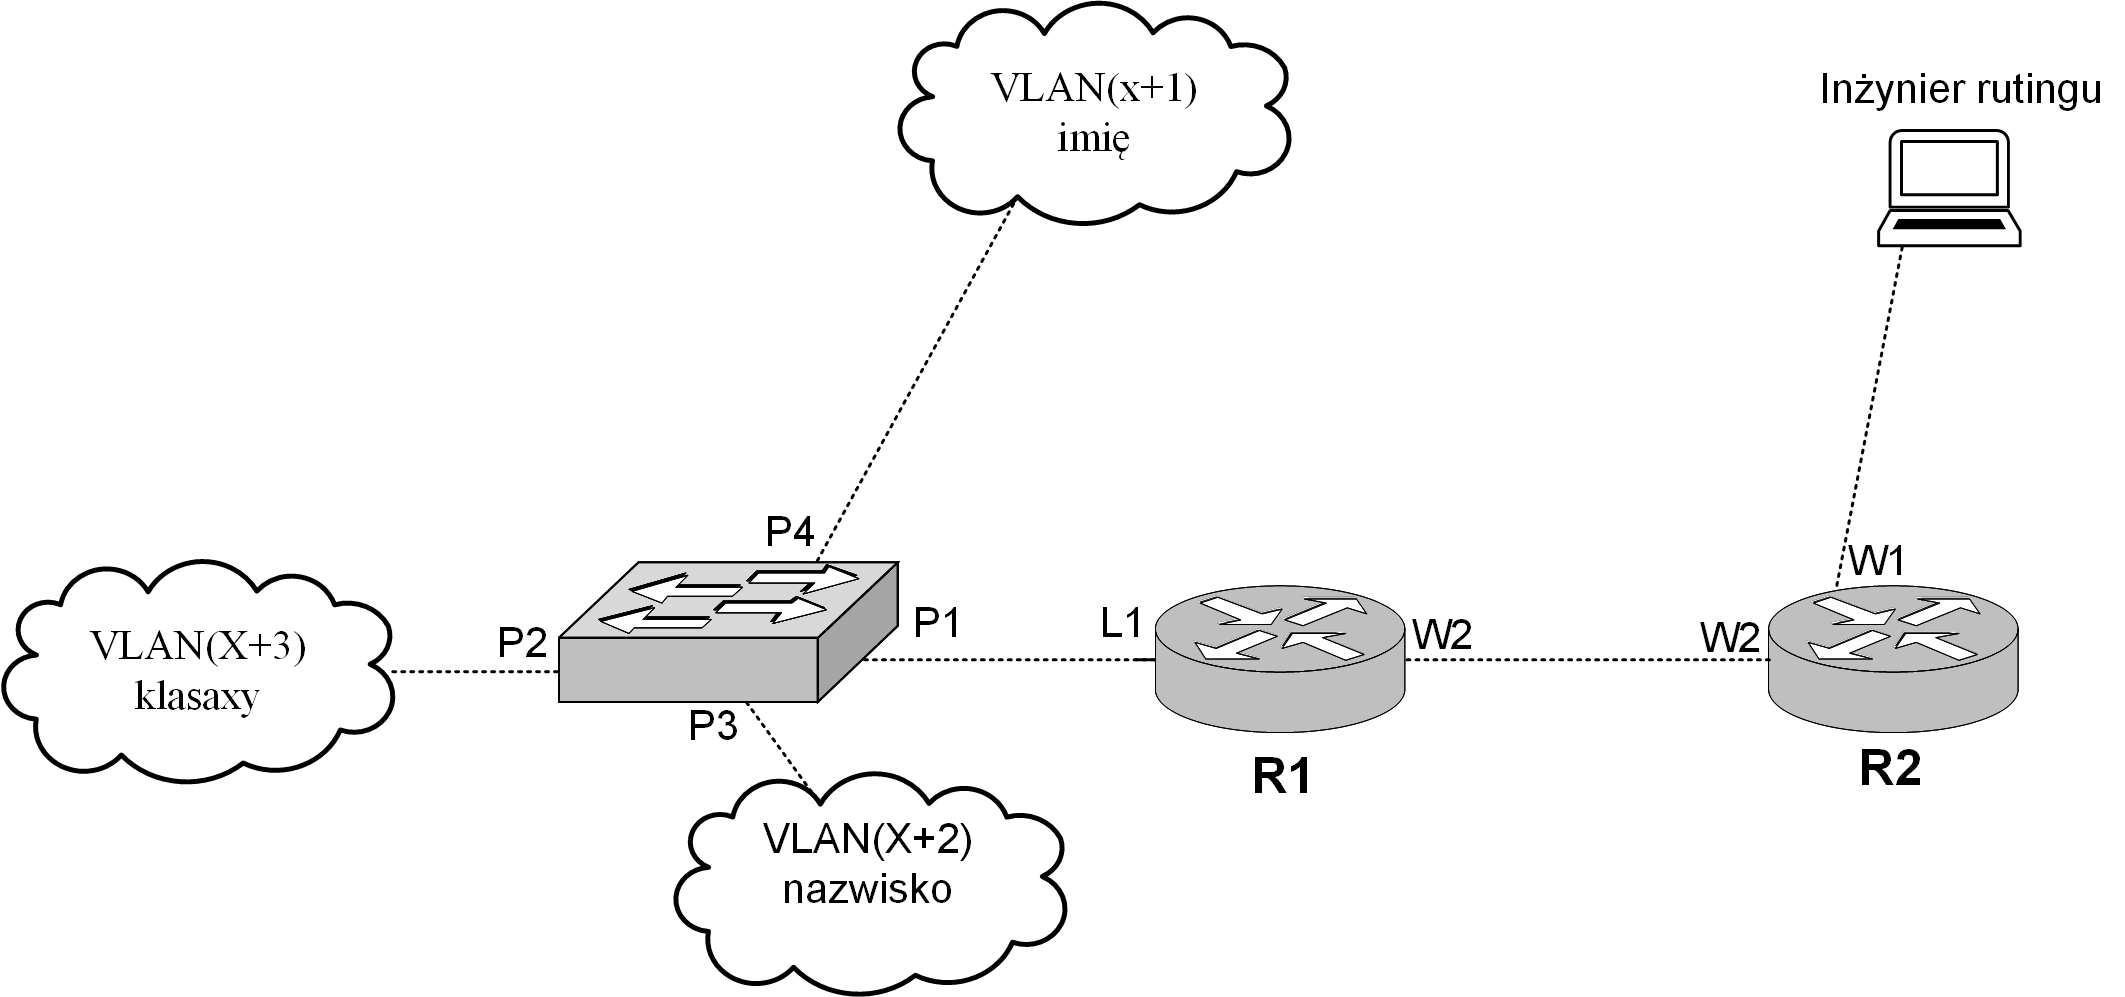 VLAN(x+1)
imię
Inżynier rutingu
P4
W1
VLAN(X+3)
klasaxy
P2
P1
L1
W2
W2
P3
R1
R2
VLAN(X+2)
nazwisko